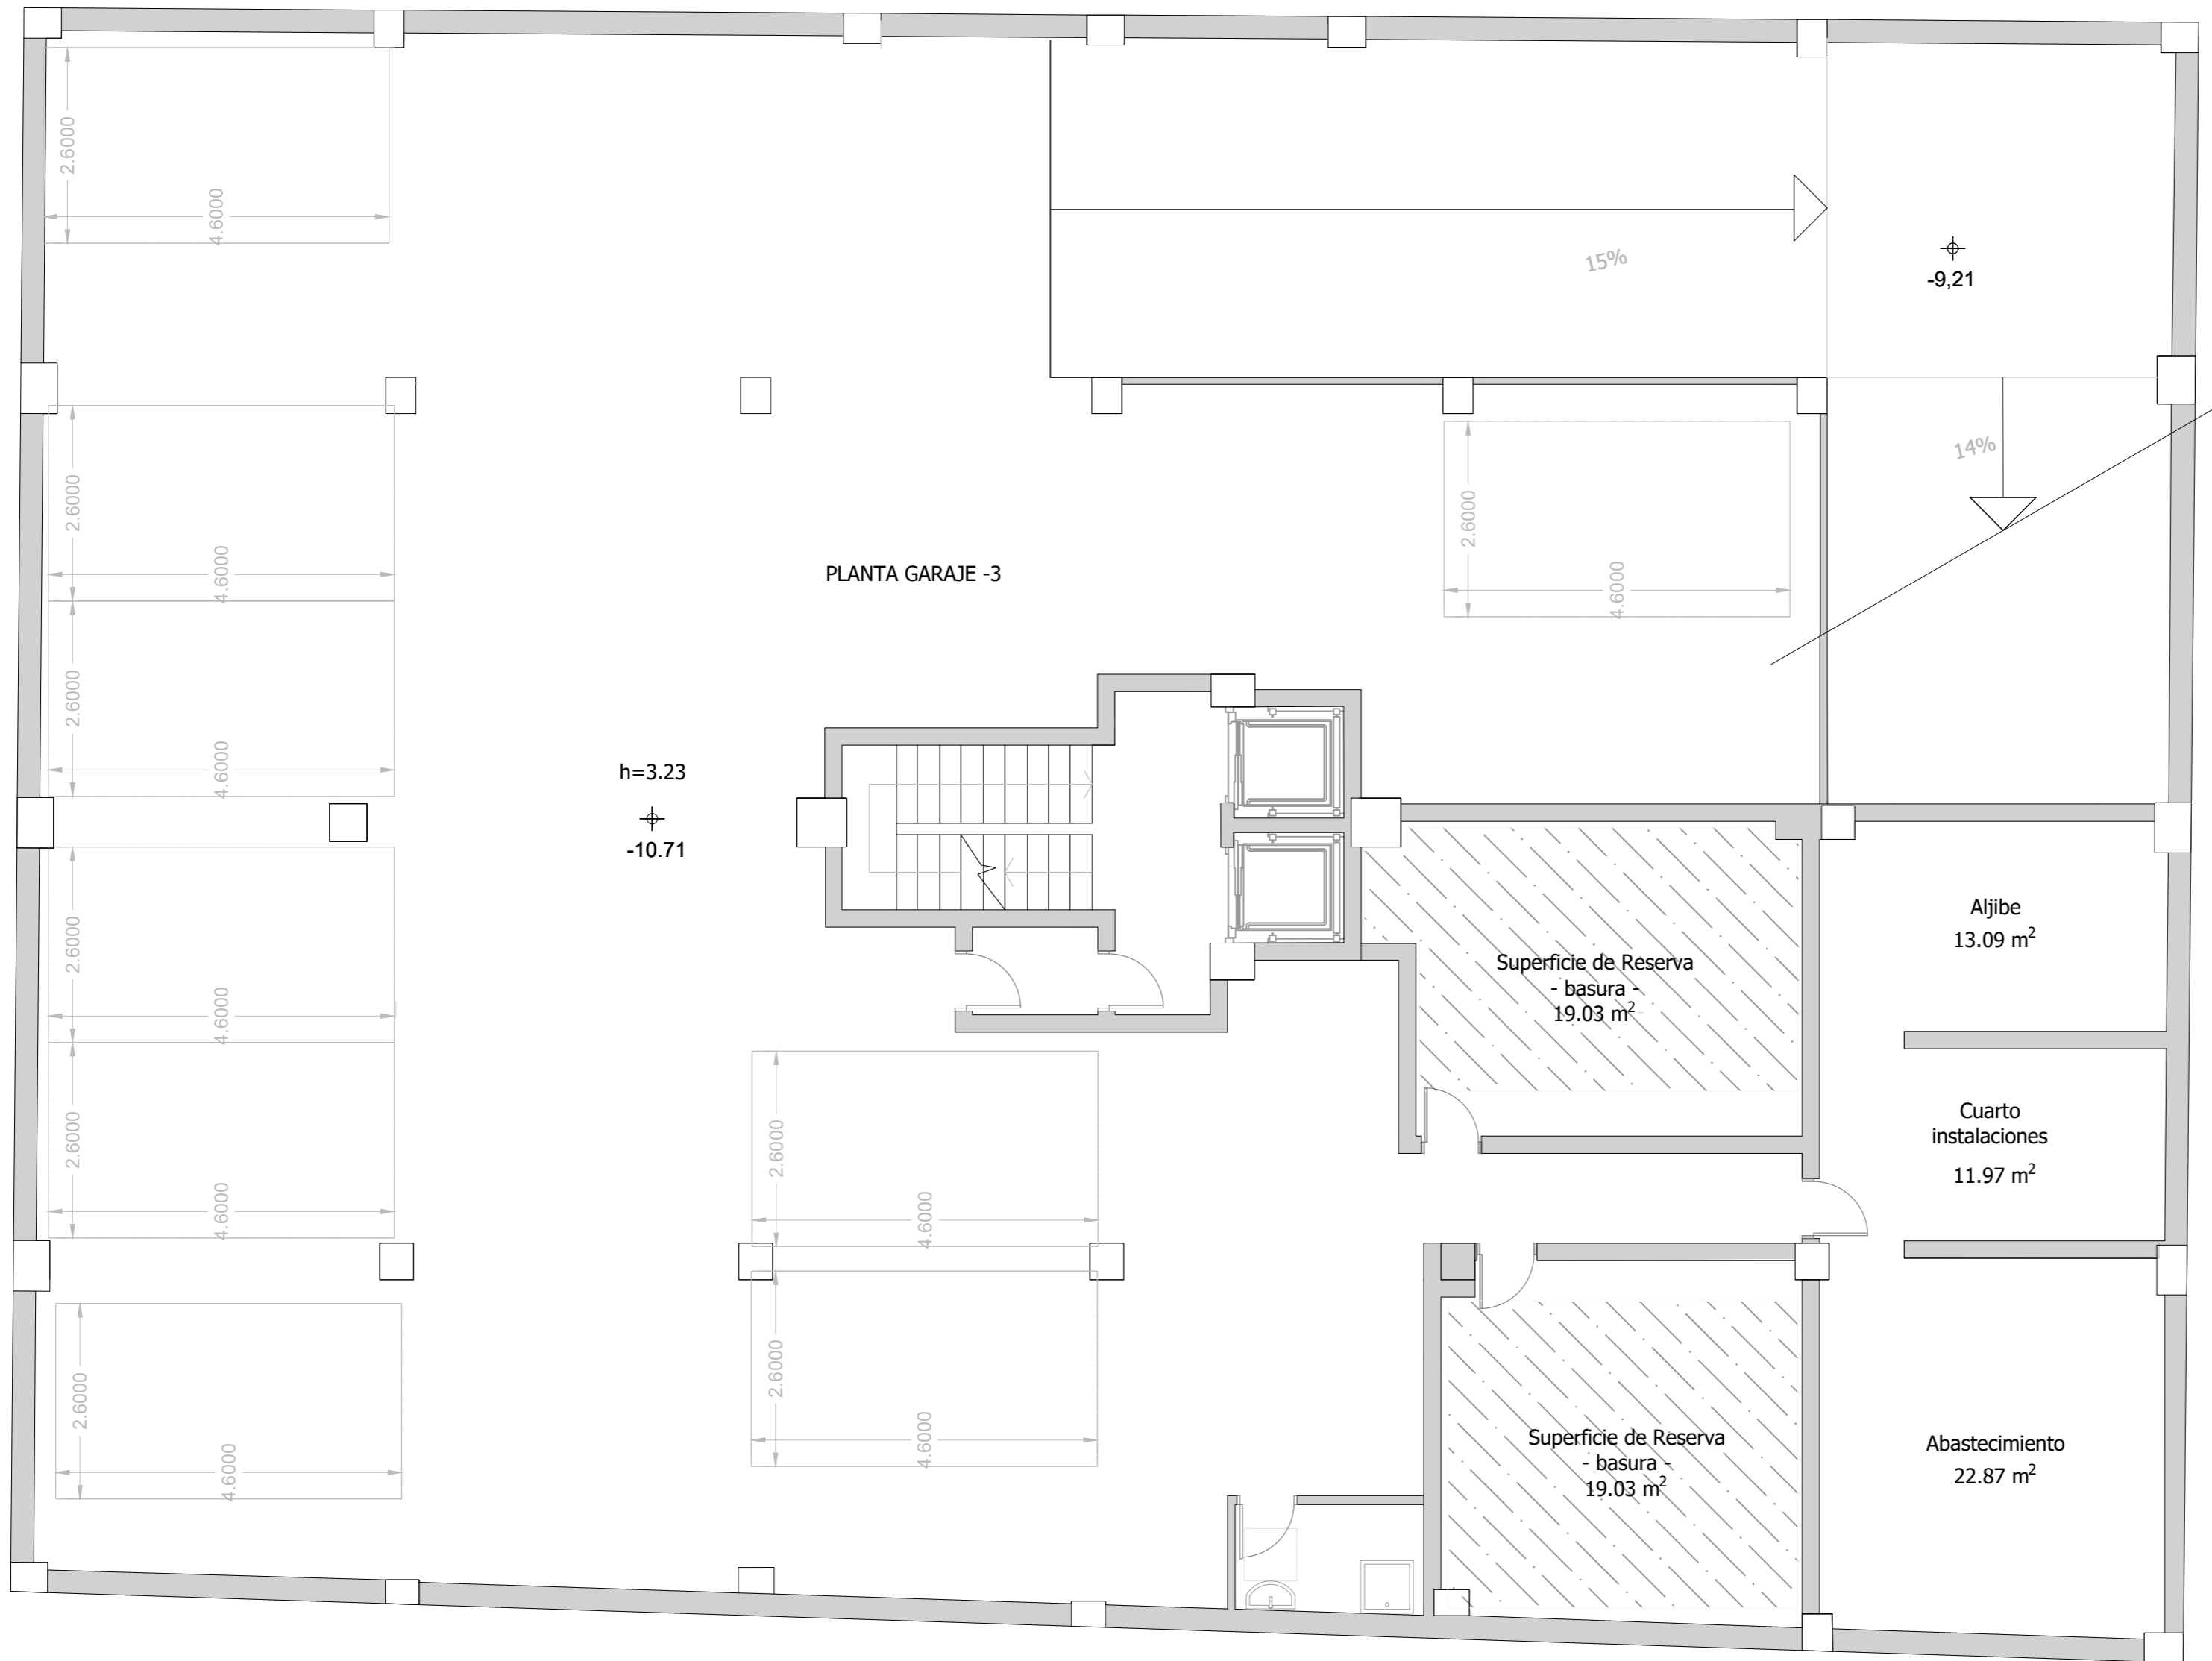 2.6000
4.6000
15%
-9,21
14%
2.6000
4.6000
2.6000
4.6000
2.6000
4.6000
PLANTA GARAJE -3
h=3.23
-10.71
Aljibe
13.09 m²
Superficie de Reserva
- basura -
19.03 m²
2.6000
4.6000
2.6000
4.6000
2.6000
4.6000
Cuarto
instalaciones
11.97 m²
2.6000
4.6000
2.6000
4.6000
Superficie de Reserva
- basura -
19.03 m²
Abastecimiento
22.87 m²